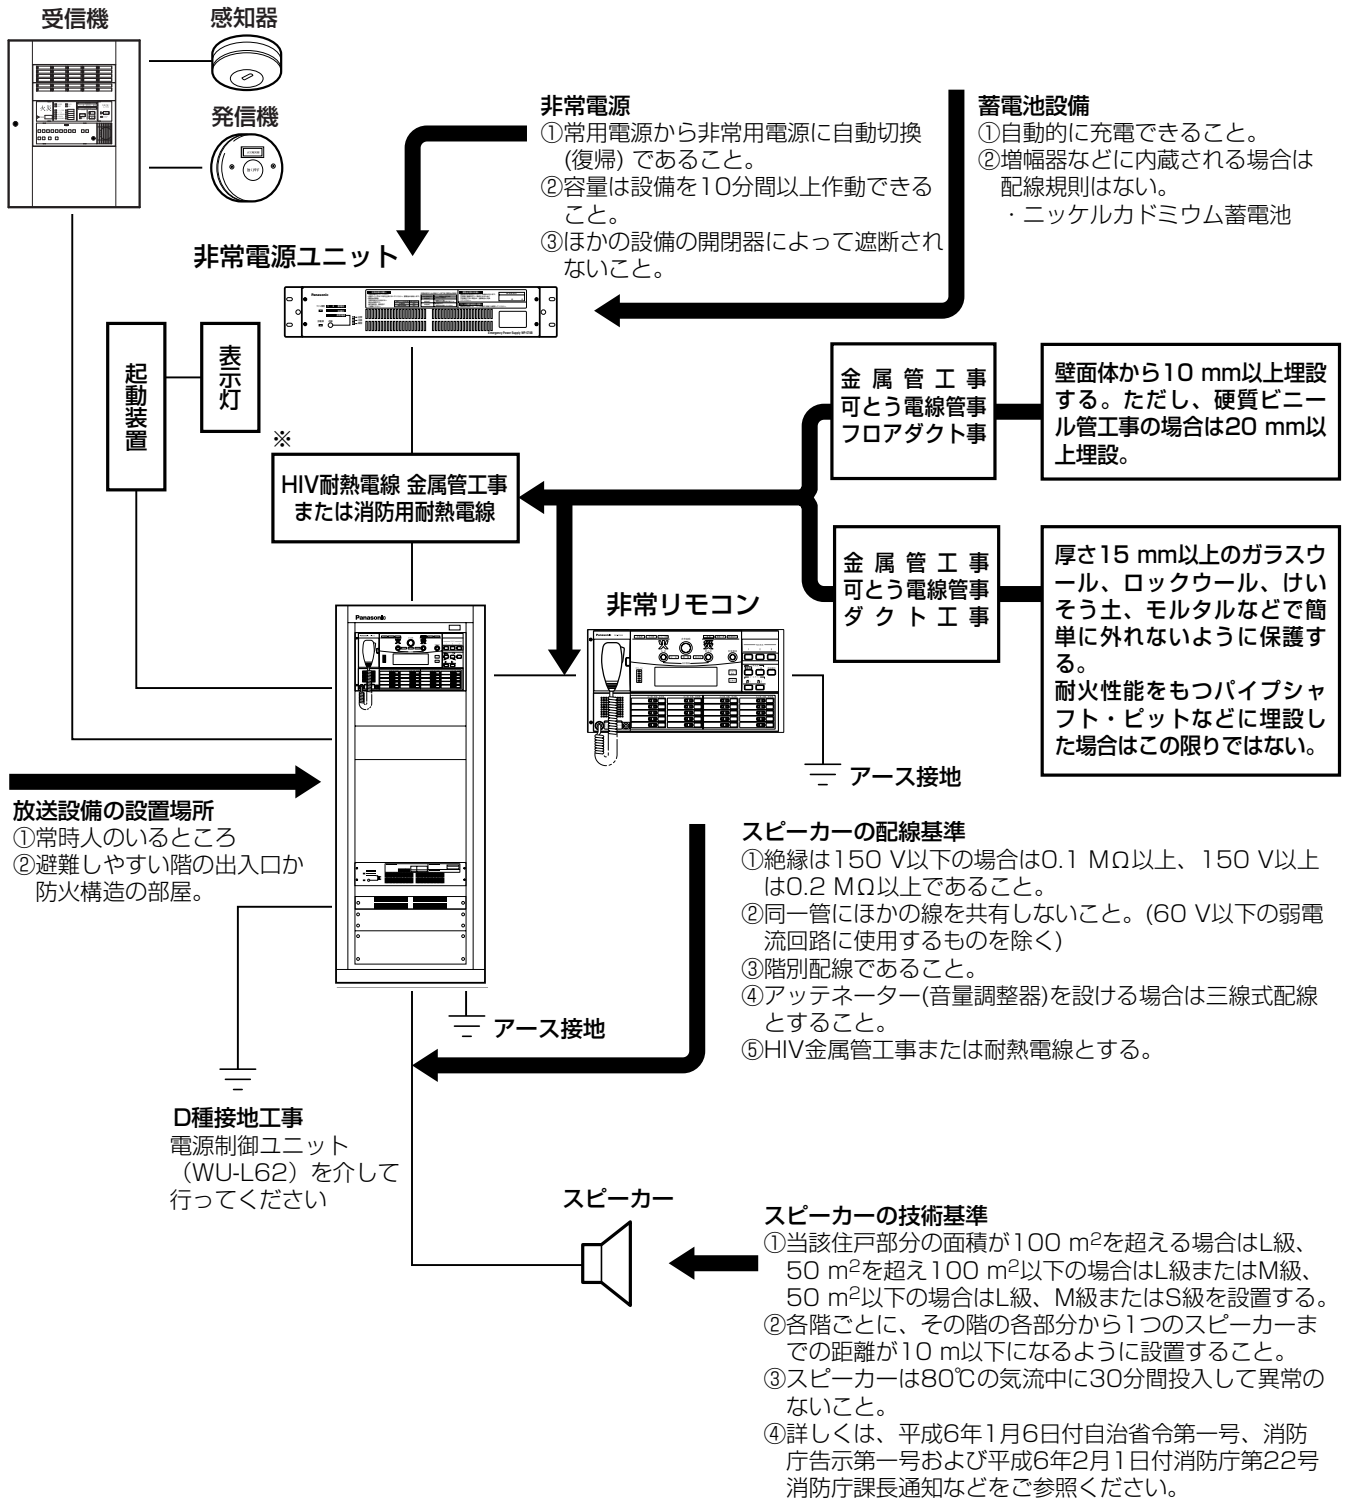 受信機
感知器
発信機
非常電源
①常用電源から非常用電源に自動切換
(復帰) であること。
②容量は設備を10分間以上作動できる
こと。
③ほかの設備の開閉器によって遮断され
ないこと。
蓄電池設備
①自動的に充電できること。
②増幅器などに内蔵される場合は
配線規則はない。
・ニッケルカドミウム蓄電池
非常電源ユニット
Panasonic
起動装置
表示灯
※
HIV耐熱電線 金属管工事
または消防用耐熱電線
金 属 管 工 事
可とう電線管事
フロアダクト事
壁面体から10 mm以上埋設
する。ただし、硬質ビニー
ル管工事の場合は20 mm以
上埋設。
金 属 管 工 事
可とう電線管事
ダ ク ト 工 事
厚さ15 mm以上のガラスウ
ール、ロックウール、けい
そう土、モルタルなどで簡
単に外れないように保護す
る。
耐火性能をもつパイプシャ
フト・ピットなどに埋設し
た場合はこの限りではない。
非常リモコン
Panasonic
アース接地
放送設備の設置場所
①常時人のいるところ
②避難しやすい階の出入口か
防火構造の部屋。
スピーカーの配線基準
①絶縁は150 V以下の場合は0.1 MΩ以上、150 V以上
は0.2 MΩ以上であること。
②同一管にほかの線を共有しないこと。(60 V以下の弱電
流回路に使用するものを除く)
③階別配線であること。
④アッテネーター(音量調整器)を設ける場合は三線式配線
とすること。
⑤HIV金属管工事または耐熱電線とする。
アース接地
D種接地工事
電源制御ユニット
（WU-L62）を介して
行ってください
スピーカー
スピーカーの技術基準
①当該住戸部分の面積が100 m²を超える場合はL級、
50 m²を超え100 m²以下の場合はL級またはM級、
50 m²以下の場合はL級、M級またはS級を設置する。
②各階ごとに、その階の各部分から1つのスピーカーま
での距離が10 m以下になるように設置すること。
③スピーカーは80℃の気流中に30分間投入して異常の
ないこと。
④詳しくは、平成6年1月6日付自治省令第一号、消防
庁告示第一号および平成6年2月1日付消防庁第22号
消防庁課長通知などをご参照ください。